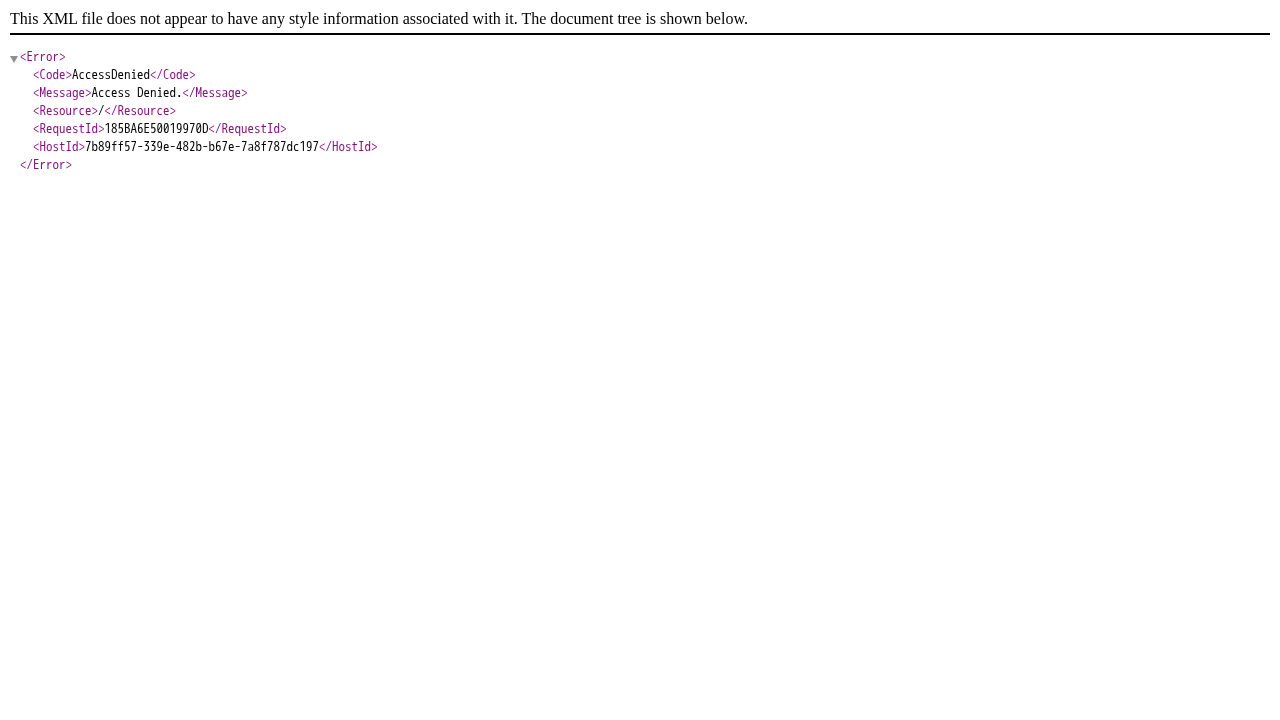 This XML file does not appear to have any style information associated with it. The document tree is shown below.
<Error>
<Code>AccessDenied</Code>
<Message>Access Denied.</Message>
<Resource>/</Resource>
<RequestId>185BA6E50019970D</RequestId>
<HostId>7b89ff57-339e-482b-b67e-7a8f787dc197</HostId>
</Error>